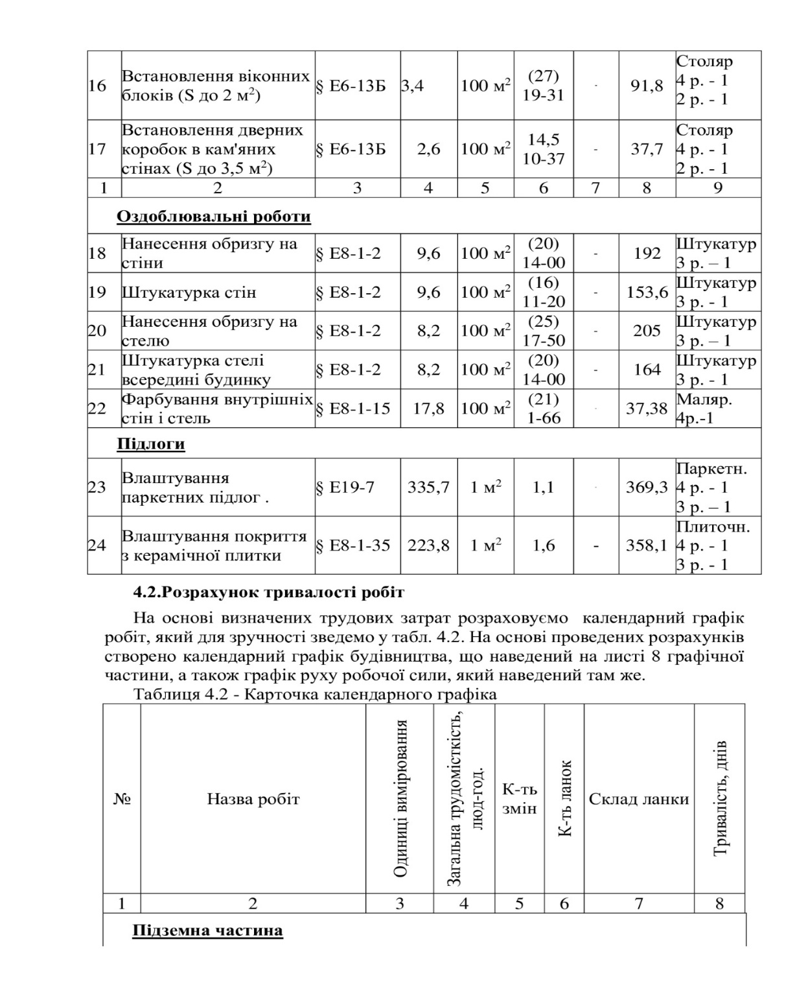 16 Встановлення віконних блоків (S до 2 м²) § Е6-13Б 3,4 100 м² (27) 19-31 - 91,8 Столяр 4 р. - 1 2 р. - 1
17 Встановлення дверних коробок в кам'яних стінах (S до 3,5 м²) § Е6-13Б 2,6 100 м² 14,5 10-37 - 37,7 Столяр 4 р. - 1 2 р. - 1
1 2 3 4 5 6 7 8 9
Оздоблювальні роботи
18 Нанесення обризгу на стіни § Е8-1-2 9,6 100 м² (20) 14-00 - 192 Штукатур 3 р. – 1
19 Штукатурка стін § Е8-1-2 9,6 100 м² (16) 11-20 - 153,6 Штукатур 3 р. - 1
20 Нанесення обризгу на стелю § Е8-1-2 8,2 100 м² (25) 17-50 - 205 Штукатур 3 р. – 1
21 Штукатурка стелі всередині будинку § Е8-1-2 8,2 100 м² (20) 14-00 - 164 Штукатур 3 р. - 1
22 Фарбування внутрішніх стін і стель § Е8-1-15 17,8 100 м² (21) 1-66 - 37,38 Маляр. 4р.-1
Підлоги
23 Влаштування паркетних підлог . § Е19-7 335,7 1 м² 1,1 - 369,3 Паркетн. 4 р. - 1 3 р. – 1
24 Влаштування покриття з керамічної плитки § Е8-1-35 223,8 1 м² 1,6 - 358,1 Плиточн. 4 р. - 1 3 р. - 1
4.2.Розрахунок тривалості робіт
На основі визначених трудових затрат розраховуємо календарний графік
робіт, який для зручності зведемо у табл. 4.2. На основі проведених розрахунків
створено календарний графік будівництва, що наведений на листі 8 графічної
частини, а також графік руху робочої сили, який наведений там же.
Таблиця 4.2 - Карточка календарного графіка
№ Назва робіт Одиниці вимірювання Загальна трудомісткість, люд-год. К-ть змін К-ть ланок Склад ланки Тривалість, днів
1 2 3 4 5 6 7 8
Підземна частина